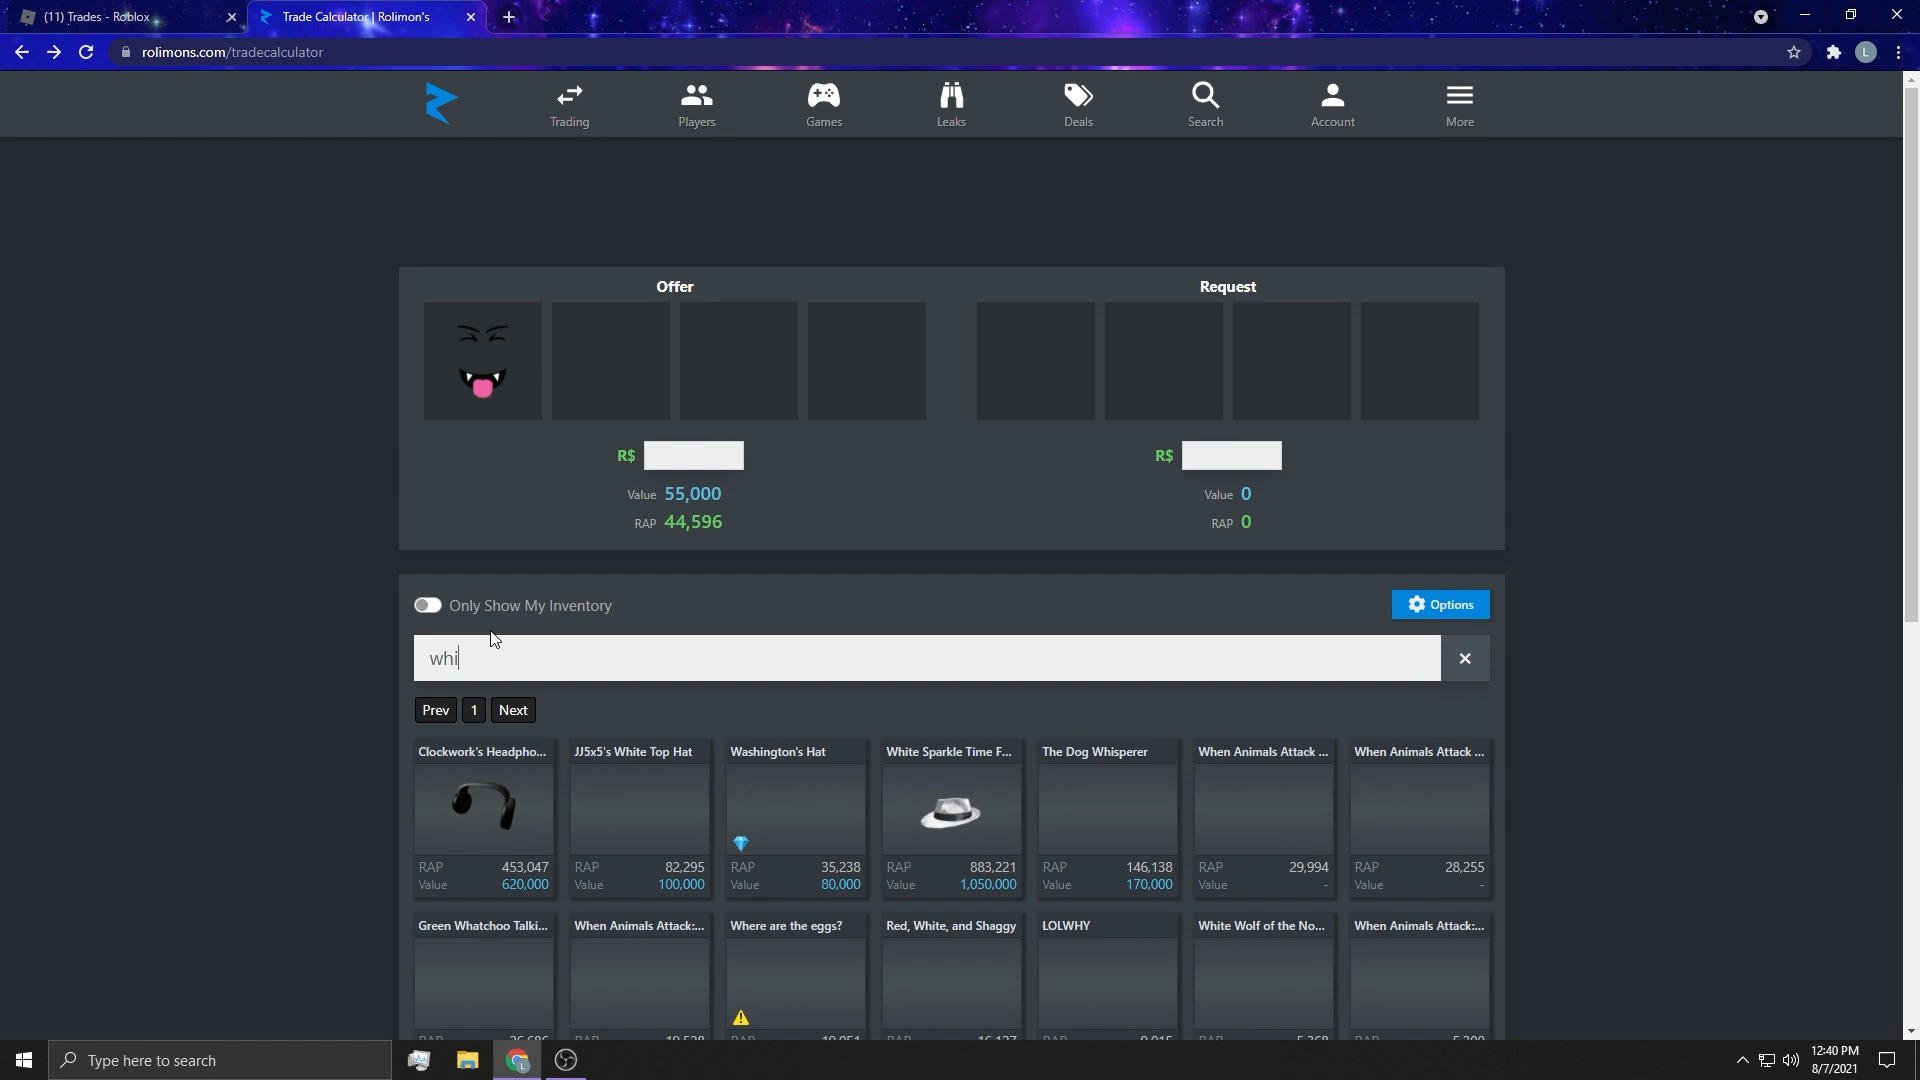 (11) Trades - Roblox
Trade Calculator | Rolimon's
rolimons.com/tradecalculator
L
Trading
Players
Games
Leaks
Deals
Search
Account
More
Offer
Request
R$
R$
Value 55,000
Value 0
RAP 44,596
RAP 0
Only Show My Inventory
Options
whi
Prev 1 Next
Clockwork's Headpho...
JJ5x5's White Top Hat
Washington's Hat
White Sparkle Time F...
The Dog Whisperer
When Animals Attack ...
When Animals Attack ...
RAP 453,047
RAP 82,295
RAP 35,238
RAP 883,221
RAP 146,138
RAP 29,994
RAP 28,255
Value 620,000
Value 100,000
Value 80,000
Value 1,050,000
Value 170,000
Value -
Value -
Green Whatchoo Talki...
When Animals Attack:...
Where are the eggs?
Red, White, and Shaggy
LOLWHY
White Wolf of the No...
When Animals Attack:...
Type here to search
L
12:40 PM
8/7/2021